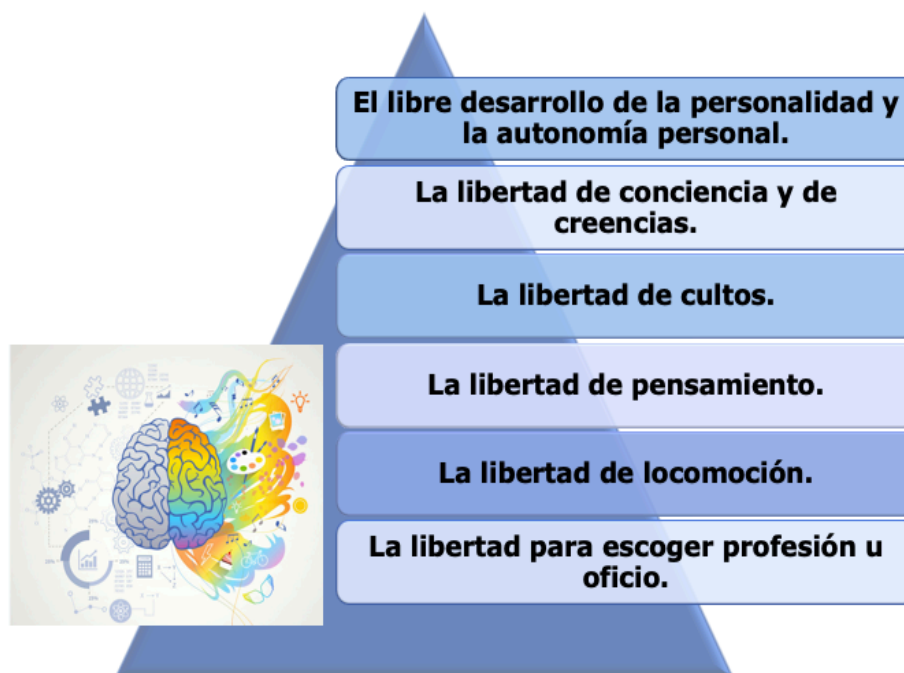 El libre desarrollo de la personalidad y
la autonomía personal.
La libertad de conciencia y de
creencias.
La libertad de cultos.
La libertad de pensamiento.
La libertad de locomoción.
La libertad para escoger profesión u
oficio.